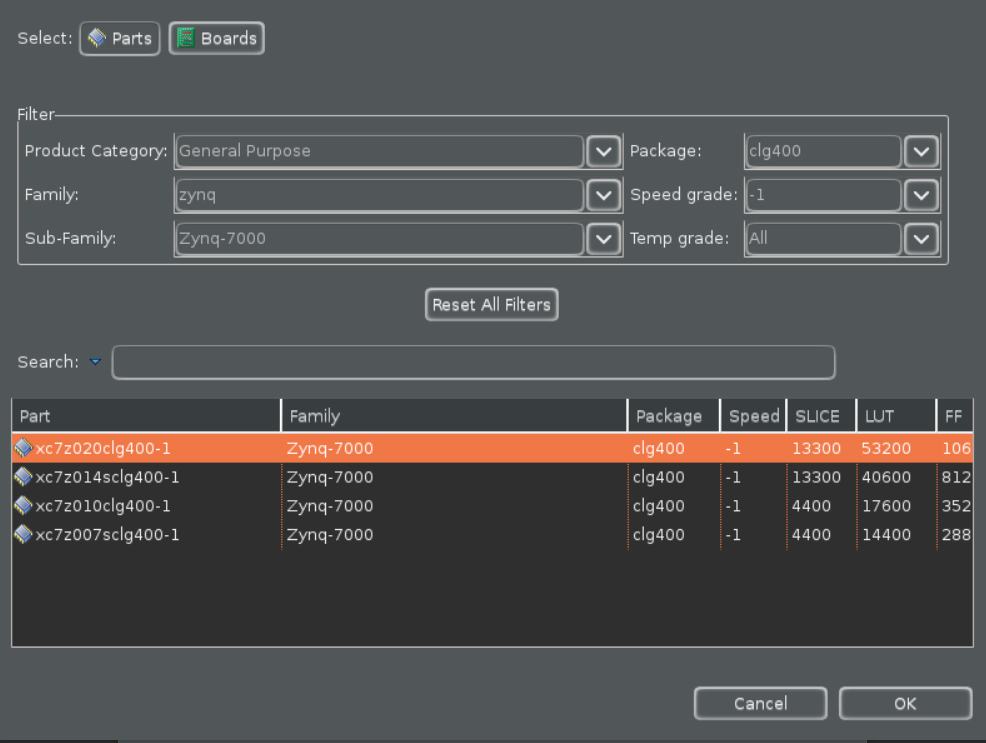 Select: Parts Boards
Filter
Product Category: General Purpose Package: clg400
Family: zynq Speed grade: -1
Sub-Family: Zynq-7000 Temp grade: All
Reset All Filters
Search:
Part Family Package Speed SLICE LUT FF
xc7z020clg400-1 Zynq-7000 clg400 -1 13300 53200 106
xc7z014sclg400-1 Zynq-7000 clg400 -1 13300 40600 812
xc7z010clg400-1 Zynq-7000 clg400 -1 4400 17600 352
xc7z007sclg400-1 Zynq-7000 clg400 -1 4400 14400 288
Cancel OK